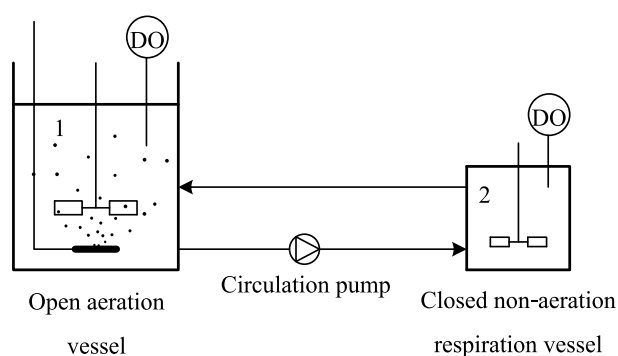 DO
1
DO
2
Circulation pump
Open aeration
vessel
Closed non-aeration
respiration vessel